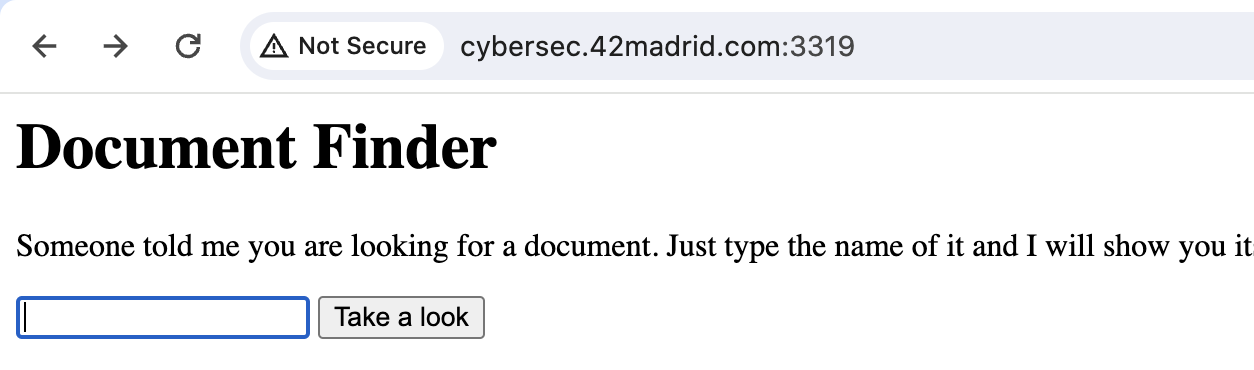 Not Secure cybersec.42madrid.com:3319
Document Finder
Someone told me you are looking for a document. Just type the name of it and I will show you its
Take a look